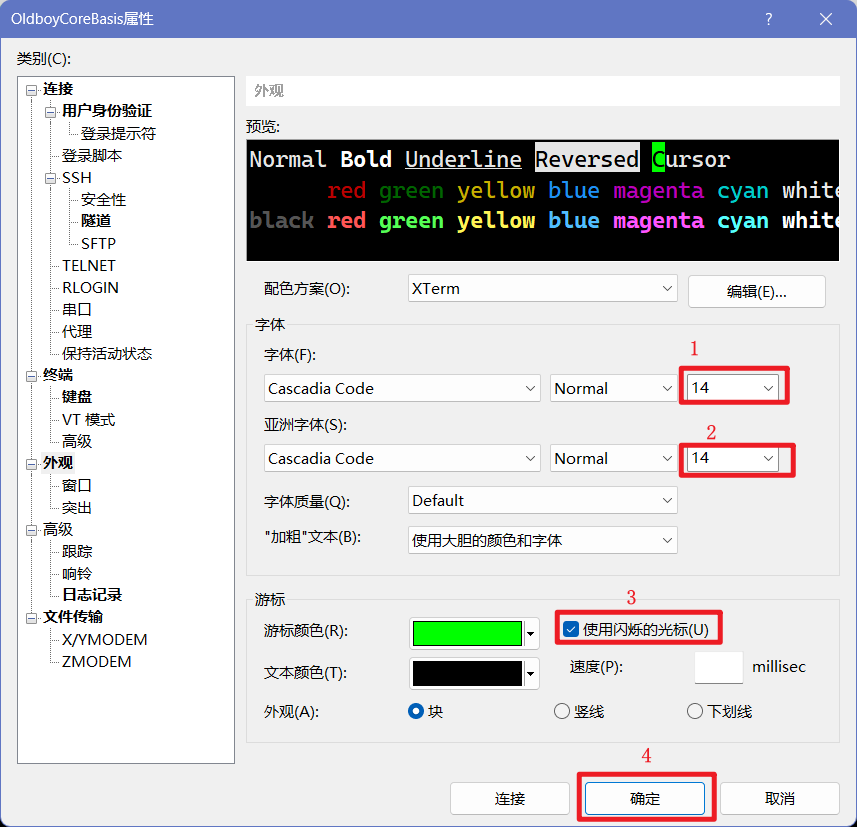 OldboyCoreBasis属性
类别(C):
连接
用户身份验证
登录提示符
登录脚本
SSH
安全性
隧道
SFTP
TELNET
RLOGIN
串口
代理
保持活动状态
终端
键盘
VT 模式
高级
外观
窗口
突出
高级
跟踪
响铃
日志记录
文件传输
X/YMODEM
ZMODEM
外观
预览:
Normal Bold Underline Reversed Cursor
red green yellow blue magenta cyan white
black red green yellow blue magenta cyan white
配色方案(O): XTerm 编辑(E)...
字体
1
字体(F):
Cascadia Code Normal 14
亚洲字体(S): 2
Cascadia Code Normal 14
字体质量(Q): Default
"加粗"文本(B): 使用大胆的颜色和字体
游标
3
游标颜色(R): 使用闪烁的光标(U)
文本颜色(T): 速度(P): millisec
外观(A): 块 竖线 下划线
4
连接 确定 取消